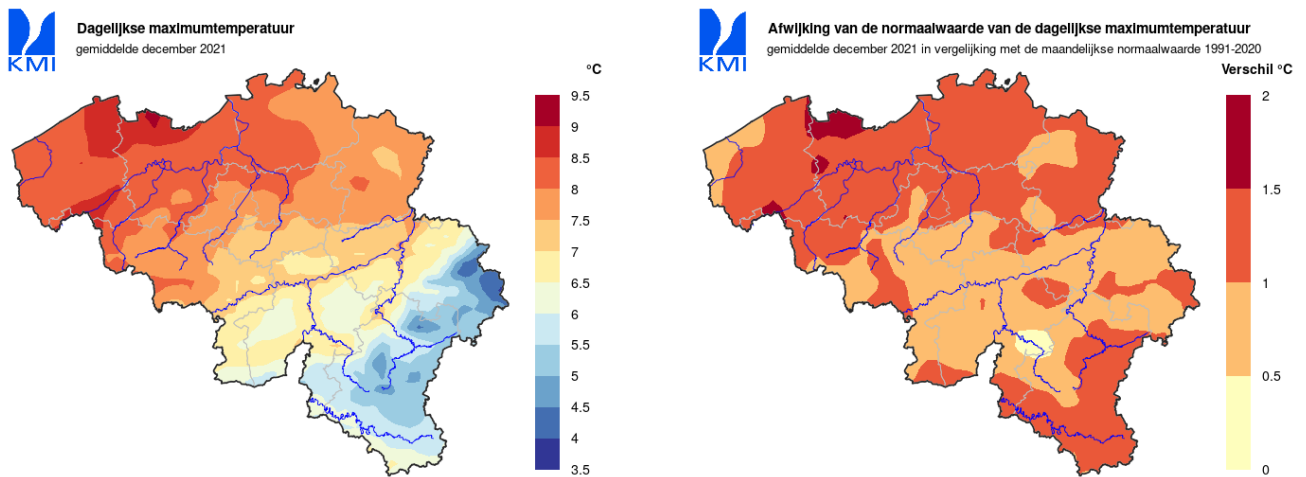 KMI
Dagelijkse maximumtemperatuur
gemiddelde december 2021
°C
9.5
9
8.5
8
7.5
7
6.5
6
5.5
5
4.5
4
3.5
KMI
Afwijking van de normaalwaarde van de dagelijkse maximumtemperatuur
gemiddelde december 2021 in vergelijking met de maandelijkse normaalwaarde 1991-2020
Verschil °C
2
1.5
1
0.5
0